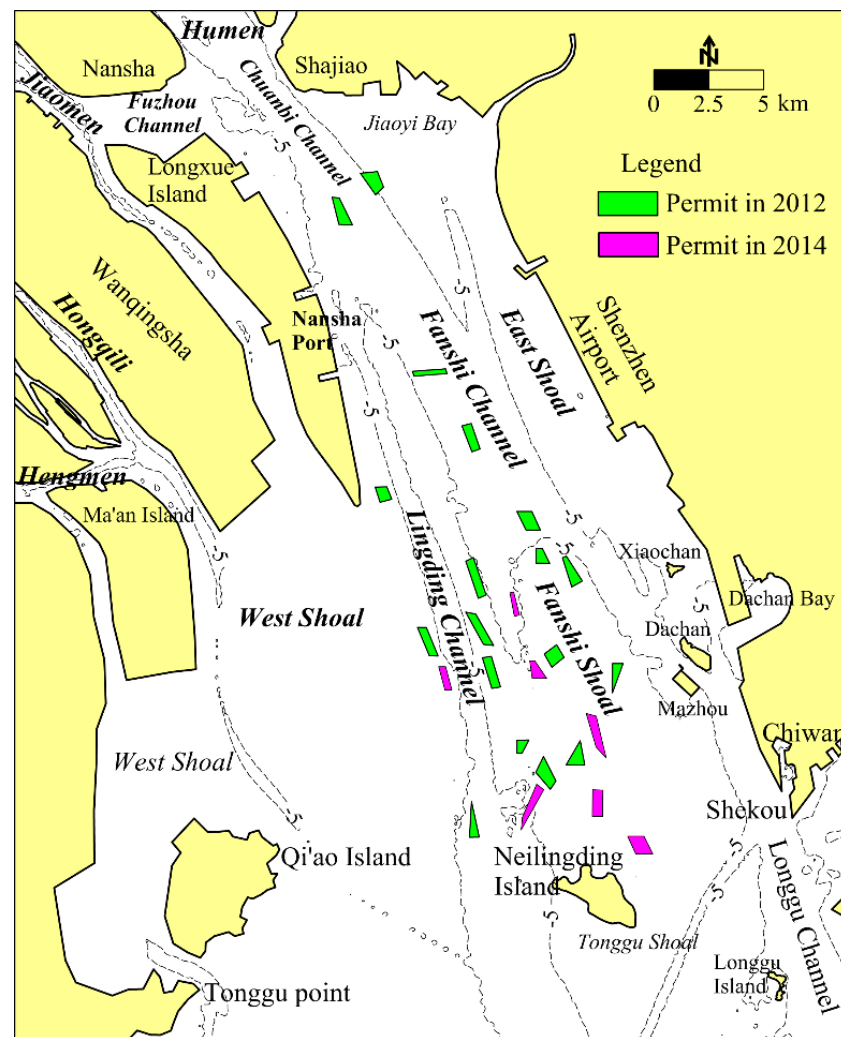 Humen
Nansha
Shajiao
N
0 2.5 5 km
Jiaomen
Fuzhou
Channel
Chuanbi Channel
Jiaoyi Bay
-5
Longxue
Island
Legend
Permit in 2012
Permit in 2014
Wanqingsha
Hongqili
Nansha
Port
-5
-5
Fanshi Channel
East Shoal
Shenzhen
Airport
-5
Hengmen
Ma'an Island
-5
Lingding Channel
-5
-5
Xiaochan
-5
Dachan Bay
West Shoal
Fanshi Shoal
Dachan
-5
Mazhou
Chiwan
West Shoal
-5
Shekou
Qi'ao Island
Neilingding
Island
-5
-5
-5
Longgu Channel
Tonggu Shoal
Longgu
Island
Tonggu point